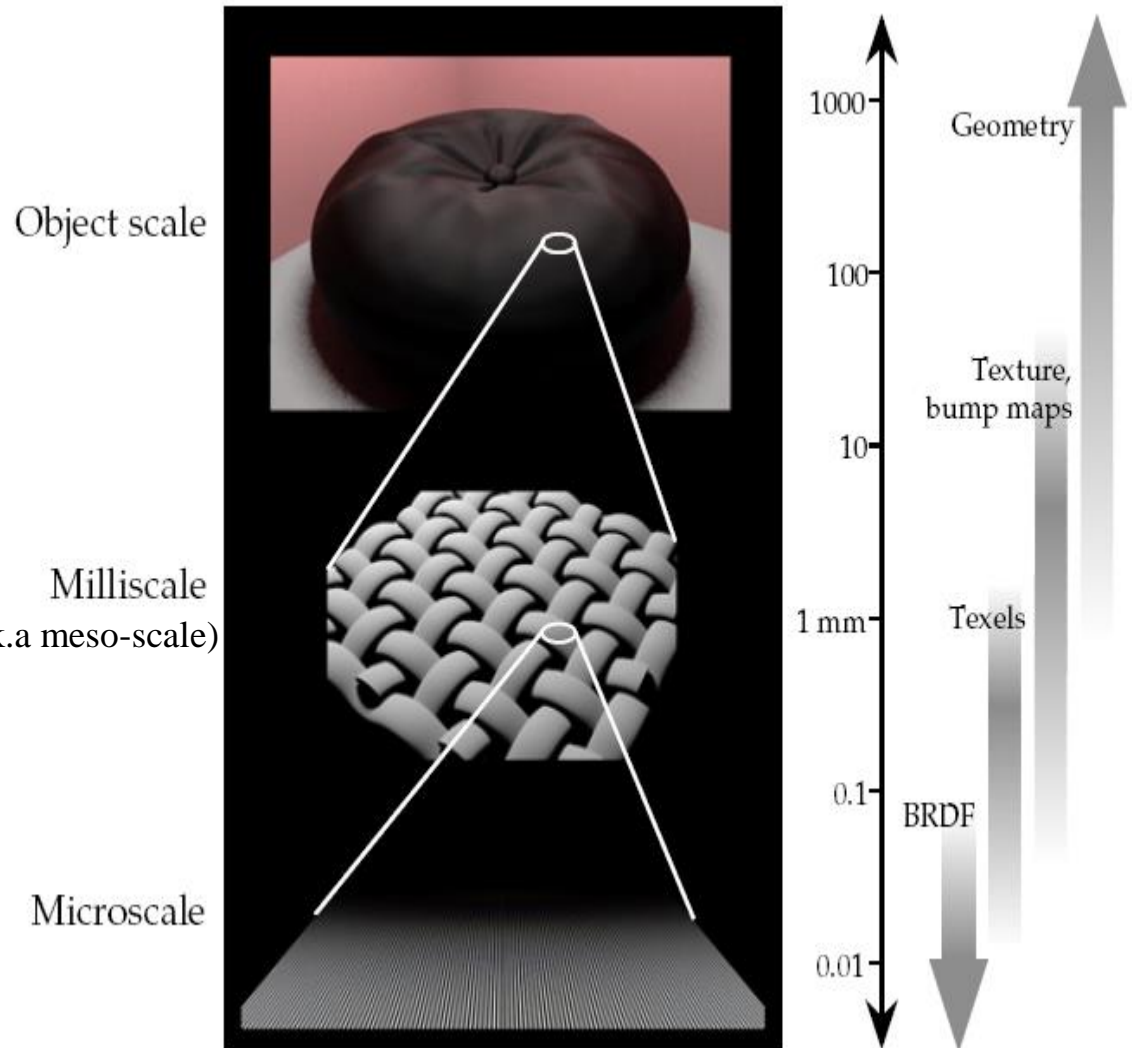 Object scale
Milliscale
k.a meso-scale)
Microscale
1000
100
10
1 mm
0.1
0.01
Geometry
Texture,
bump maps
Texels
BRDF